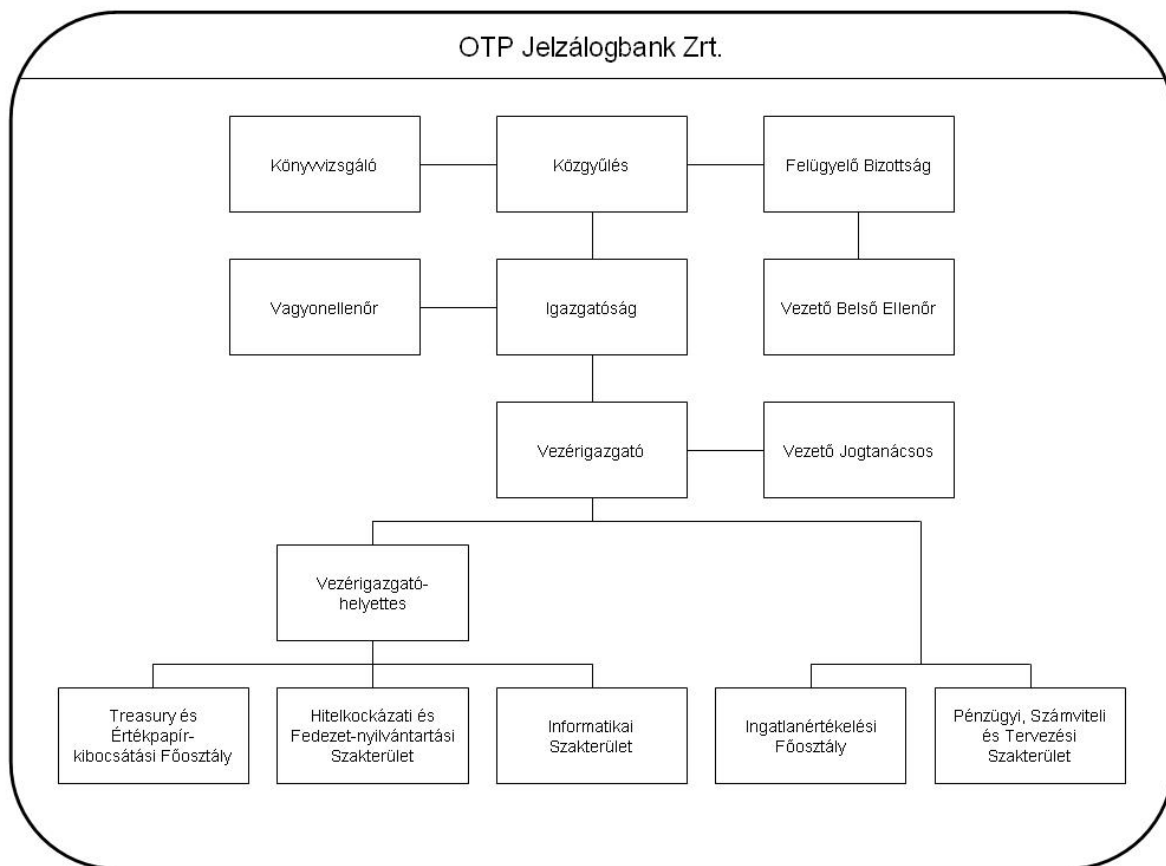 OTP Jelzálogbank Zrt.
Könyvvizsgáló
Közgyűlés
Felügyelő Bizottság
Vagyonellenőr
Igazgatóság
Vezető Belső Ellenőr
Vezérigazgató
Vezető Jogtanácsos
Vezérigazgató-
helyettes
Treasury és
Értékpapír-
kibocsátási Főosztály
Hitelkockázati és
Fedezet-nyilvántartási
Szakterület
Informatikai
Szakterület
Ingatlanértékelési
Főosztály
Pénzügyi, Számviteli
és Tervezési
Szakterület